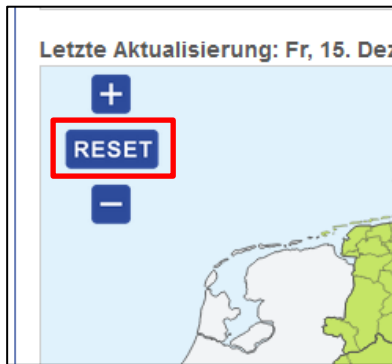 Letzte Aktualisierung: Fr, 15. Dez
+
RESET
−